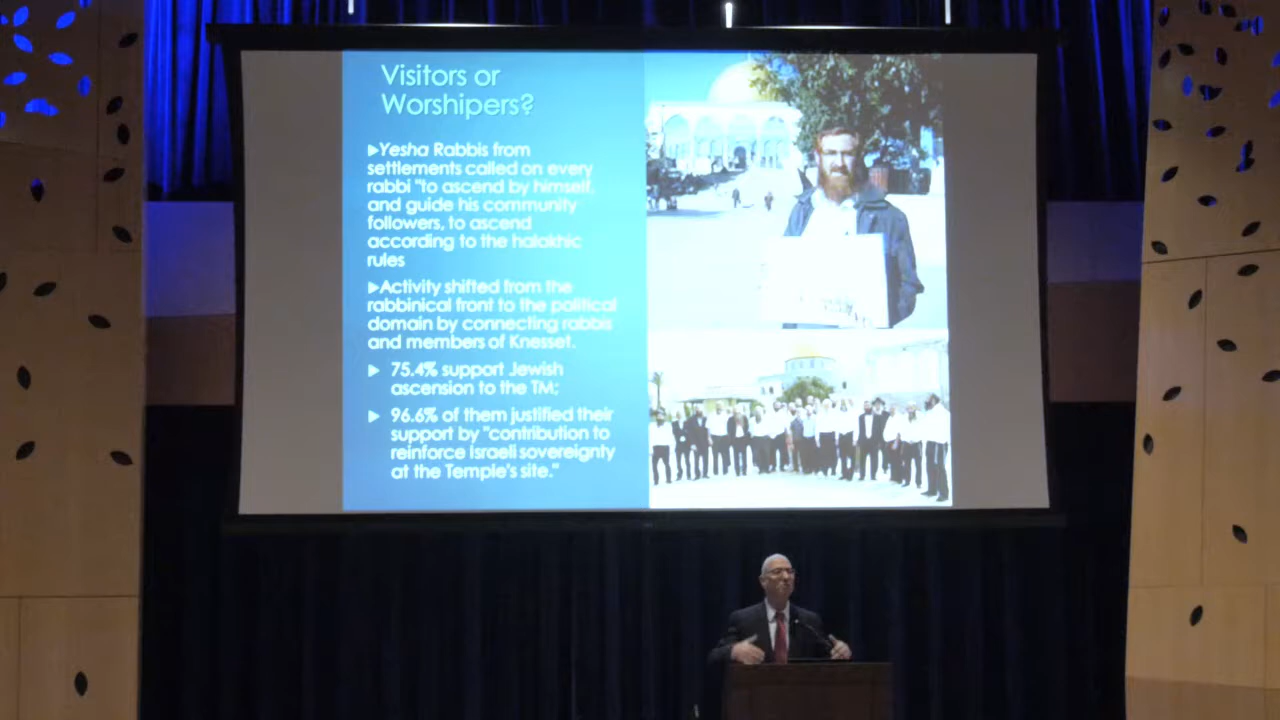 Visitors or
Worshipers?
▶Yesha Rabbis from
settlements called on every
rabbi "to ascend by himself,
and guide his community
followers, to ascend
according to the halakhic
rules
▶Activity shifted from the
rabbinical front to the political
domain by connecting rabbis
and members of Knesset.
▶ 75.4% support Jewish
ascension to the TM;
▶ 96.6% of them justified their
support by "contribution to
reinforce Israeli sovereignty
at the Temple's site."